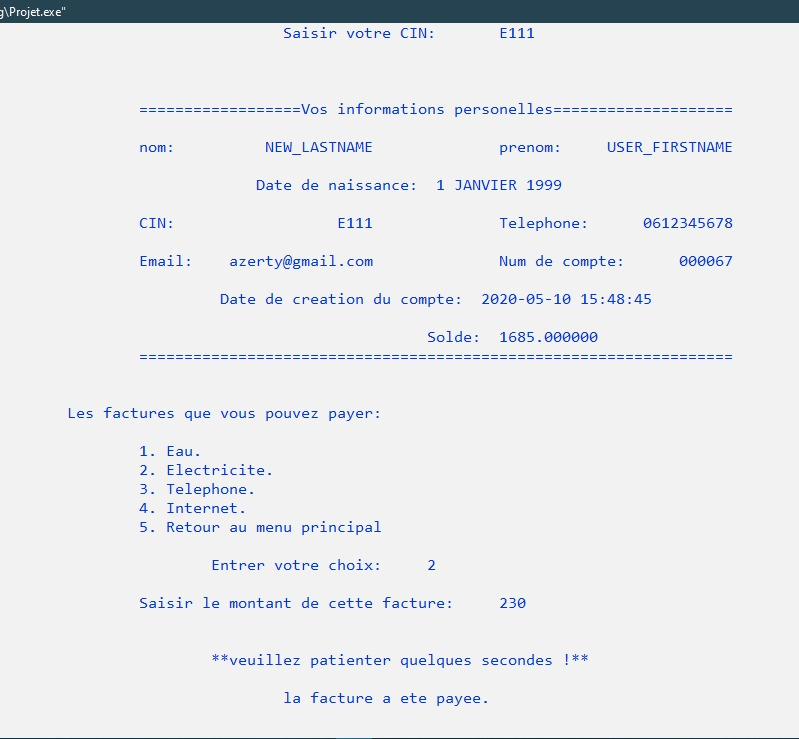 g\Projet.exe"
Saisir votre CIN: E111
==================Vos informations personelles====================
nom: NEW_LASTNAME prenom: USER_FIRSTNAME
Date de naissance: 1 JANVIER 1999
CIN: E111 Telephone: 0612345678
Email: azerty@gmail.com Num de compte: 000067
Date de creation du compte: 2020-05-10 15:48:45
Solde: 1685.000000
==================================================================
Les factures que vous pouvez payer:
1. Eau.
2. Electricite.
3. Telephone.
4. Internet.
5. Retour au menu principal
Entrer votre choix: 2
Saisir le montant de cette facture: 230
**veuillez patienter quelques secondes !**
la facture a ete payee.